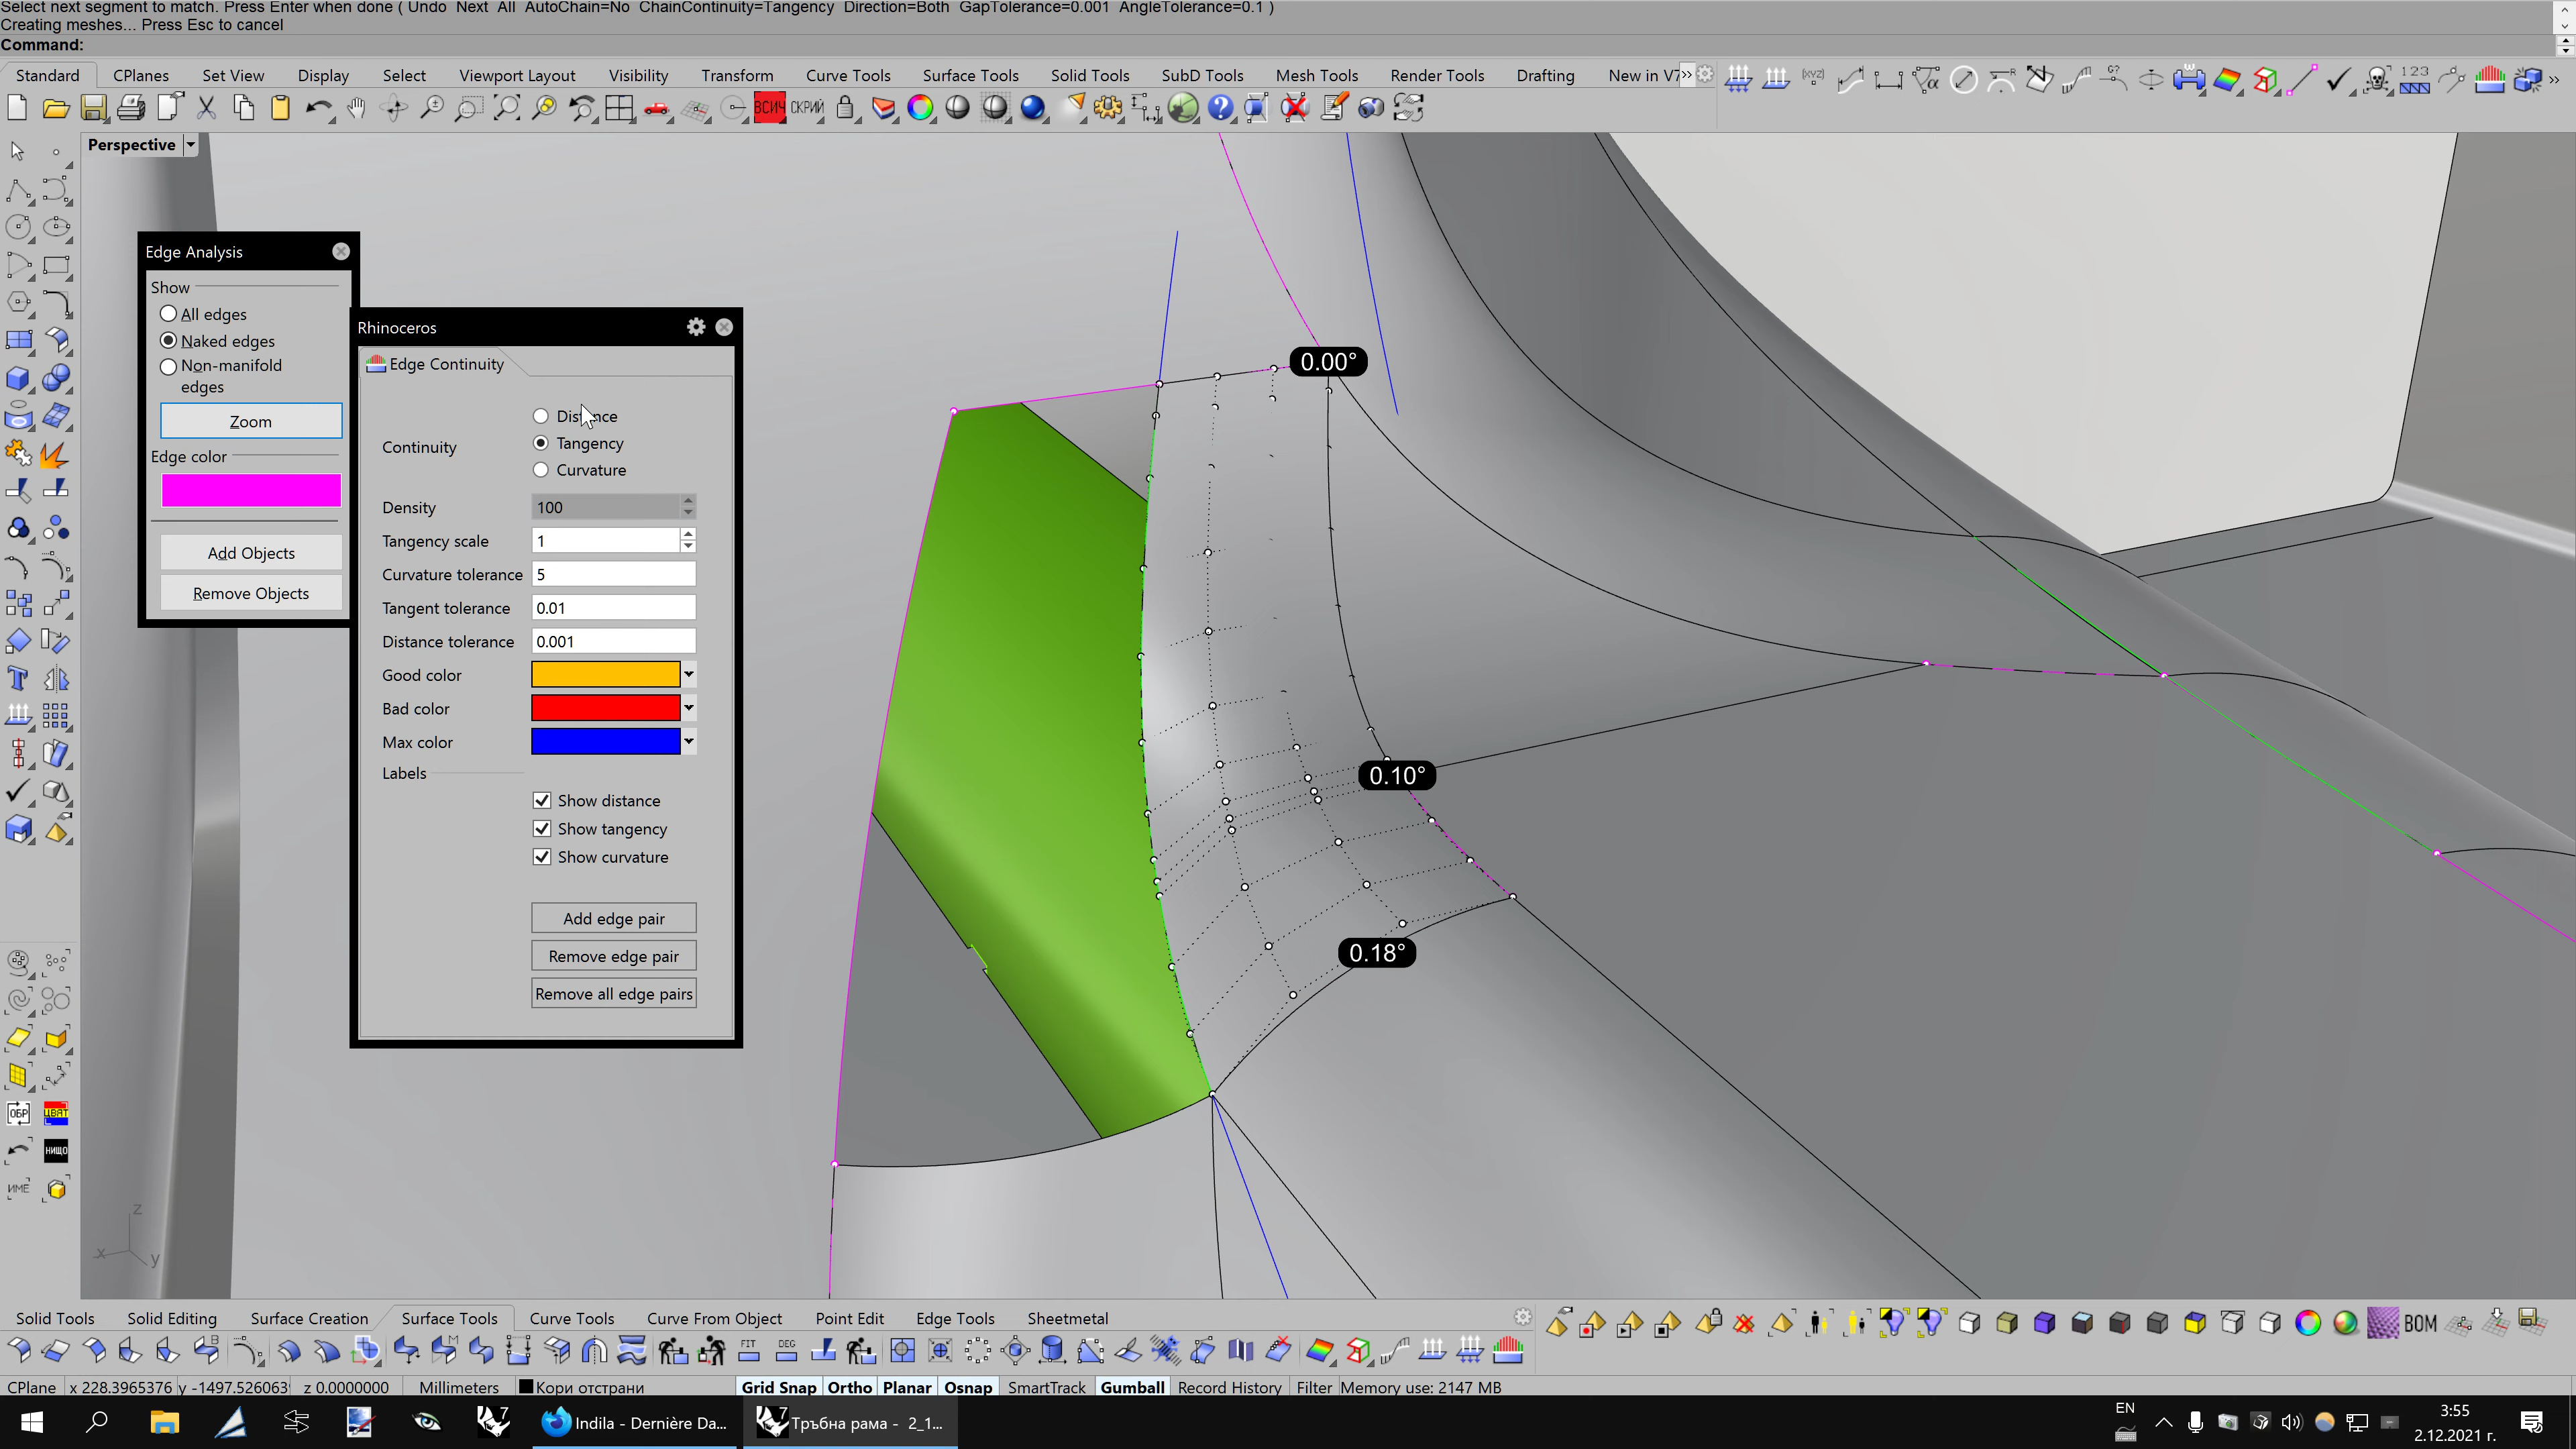 Select next segment to match. Press Enter when done ( Undo Next All AutoChain=No ChainContinuity=Tangency Direction=Both GapTolerance=0.001 AngleTolerance=0.1 )
Creating meshes... Press Esc to cancel
Command:
Standard CPlanes Set View Display Select Viewport Layout Visibility Transform Curve Tools Surface Tools Solid Tools SubD Tools Mesh Tools Render Tools Drafting New in V7
ВСИЧ СКРИЙ
Perspective
Edge Analysis
Show
All edges
Naked edges
Non-manifold
edges
Zoom
Edge color
Add Objects
Remove Objects
Rhinoceros
Edge Continuity
Continuity
Distance
Tangency
Curvature
Density 100
Tangency scale 1
Curvature tolerance 5
Tangent tolerance 0.01
Distance tolerance 0.001
Good color
Bad color
Max color
Labels
Show distance
Show tangency
Show curvature
Add edge pair
Remove edge pair
Remove all edge pairs
0.00°
0.10°
0.18°
ОБР ЦВЯТ
НИЩО
ИМЕ
z
x
y
Solid Tools Solid Editing Surface Creation Surface Tools Curve Tools Curve From Object Point Edit Edge Tools Sheetmetal
BOM
FIT DEG
CPlane x 228.3965376 y -1497.526063 z 0.0000000 Millimeters Кори отстрани Grid Snap Ortho Planar Osnap SmartTrack Gumball Record History Filter Memory use: 2147 MB
Indila - Dernière Da...
7 Тръбна рама - 2_1...
EN
3:55
2.12.2021 г.